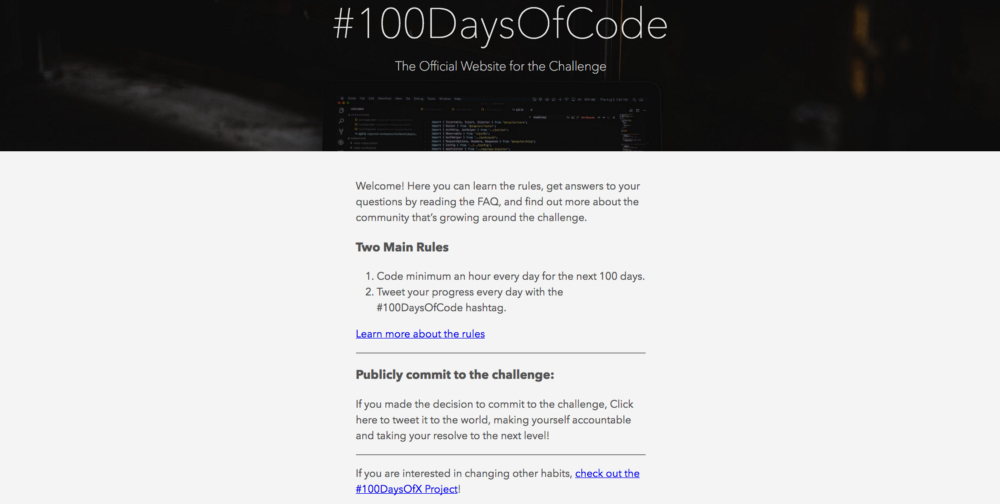 #100DaysOfCode
The Official Website for the Challenge
Welcome! Here you can learn the rules, get answers to your
questions by reading the FAQ, and find out more about the
community that’s growing around the challenge.
Two Main Rules
1. Code minimum an hour every day for the next 100 days.
2. Tweet your progress every day with the
#100DaysOfCode hashtag.
Learn more about the rules
Publicly commit to the challenge:
If you made the decision to commit to the challenge, Click
here to tweet it to the world, making yourself accountable
and taking your resolve to the next level!
If you are interested in changing other habits, check out the
#100DaysOfX Project!